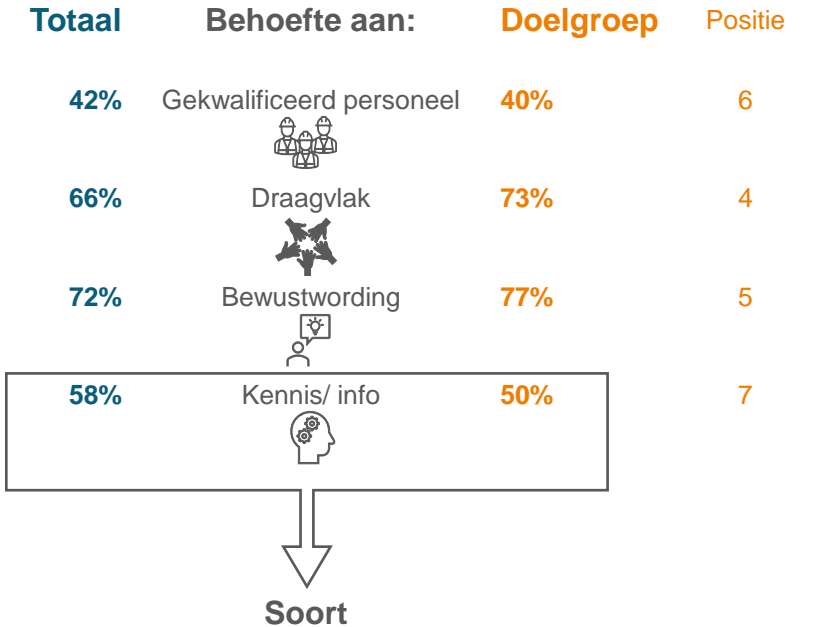 Totaal Behoefte aan: Doelgroep Positie
42% Gekwalificeerd personeel 40% 6
66% Draagvlak 73% 4
72% Bewustwording 77% 5
58% Kennis/ info 50% 7
Soort